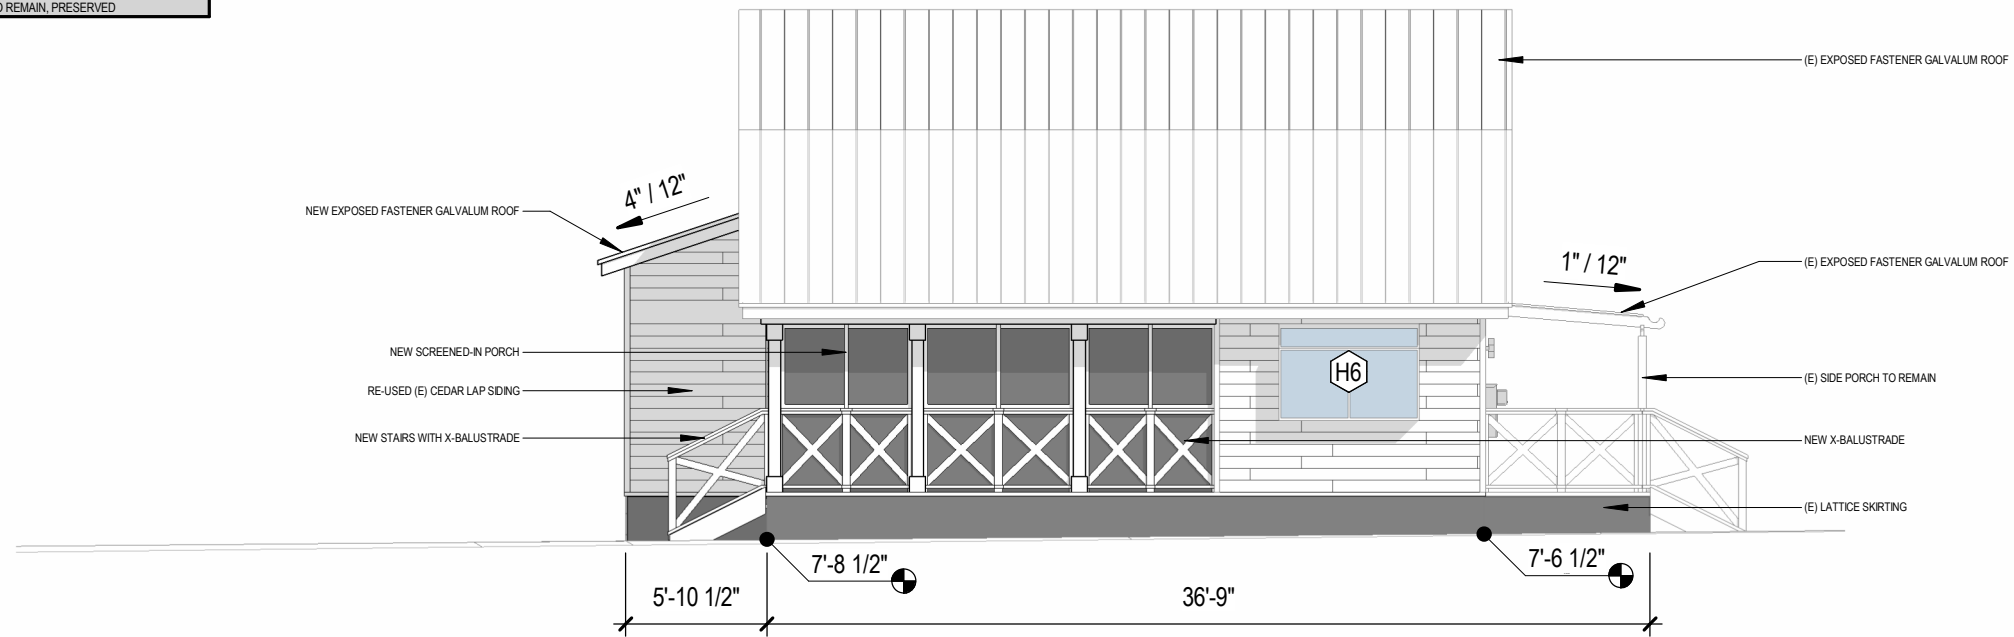 REMAIN, PRESERVED
(E) EXPOSED FASTENER GALVALUM ROOF
4" / 12"
NEW EXPOSED FASTENER GALVALUM ROOF
1" / 12"
(E) EXPOSED FASTENER GALVALUM ROOF
NEW SCREENED-IN PORCH
H6
RE-USED (E) CEDAR LAP SIDING
(E) SIDE PORCH TO REMAIN
NEW STAIRS WITH X-BALUSTRADE
NEW X-BALUSTRADE
(E) LATTICE SKIRTING
7'-8 1/2"
7'-6 1/2"
5'-10 1/2"
36'-9"